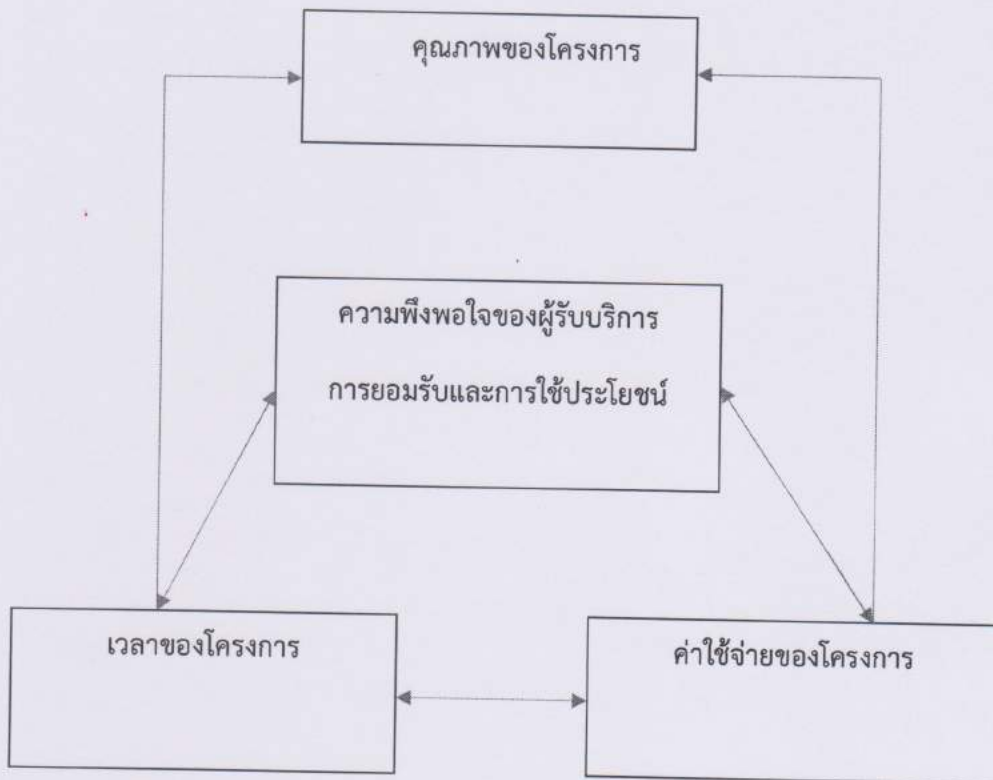 คุณภาพของโครงการ
ความพึงพอใจของผู้รับบริการ
การยอมรับและการใช้ประโยชน์
เวลาของโครงการ
ค่าใช้จ่ายของโครงการ